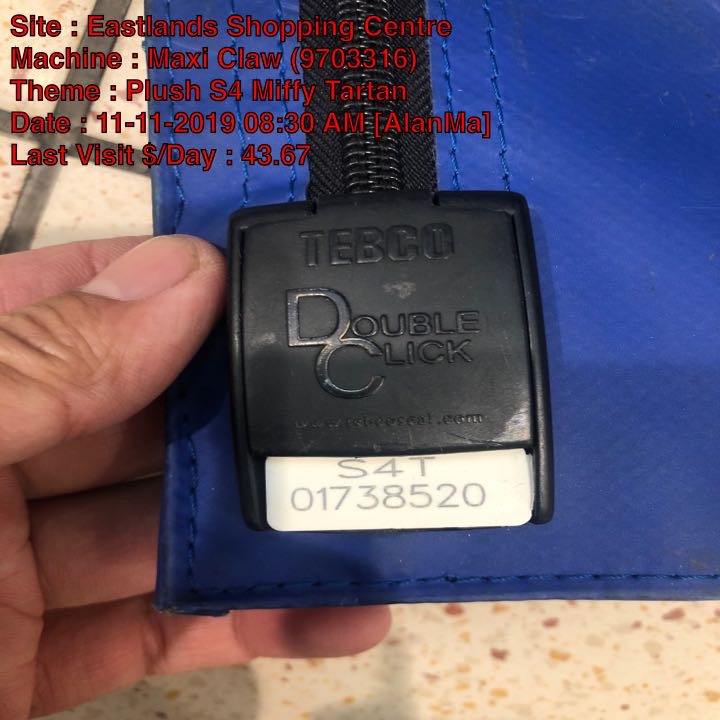 Site : Eastlands Shopping Centre
Machine : Maxi Claw (9703316)
Theme : Plush S4 Miffy Tartan
Date : 11-11-2019 08:30 AM [AlanMa]
Last Visit $/Day : 43.67
TEBCO
DOUBLE
CLICK
S4T
01738520